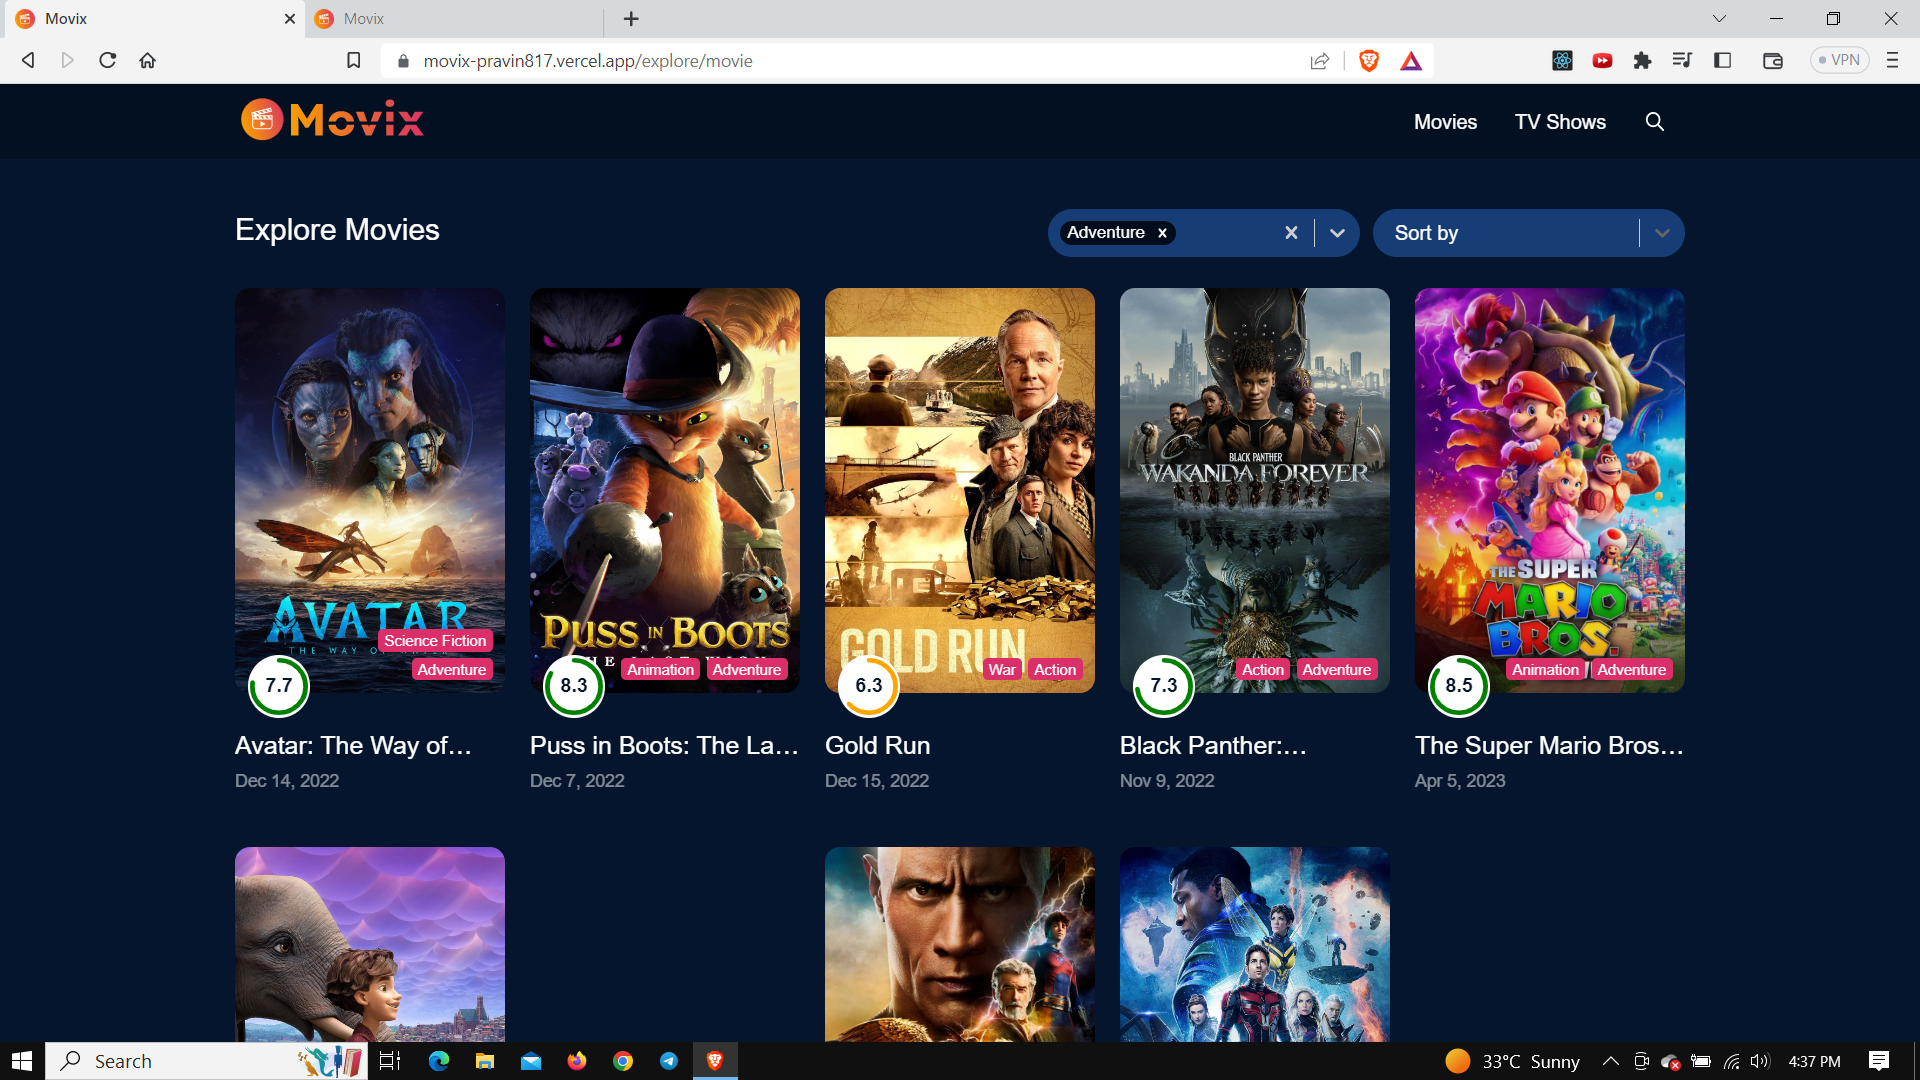 Movix
Movix
movix-pravin817.vercel.app/explore/movie
VPN
Movix
Movies
TV Shows
Explore Movies
Adventure
Sort by
AVATAR
THE WAY OF
Science Fiction
Adventure
7.7
PUSS IN BOOTS
Animation
Adventure
8.3
GOLD RUN
War
Action
6.3
BLACK PANTHER
WAKANDA FOREVER
Action
Adventure
7.3
THE SUPER
MARIO
BROS.
Animation
Adventure
8.5
Avatar: The Way of...
Puss in Boots: The La...
Gold Run
Black Panther:...
The Super Mario Bros...
Dec 14, 2022
Dec 7, 2022
Dec 15, 2022
Nov 9, 2022
Apr 5, 2023
Search
33°C Sunny
4:37 PM